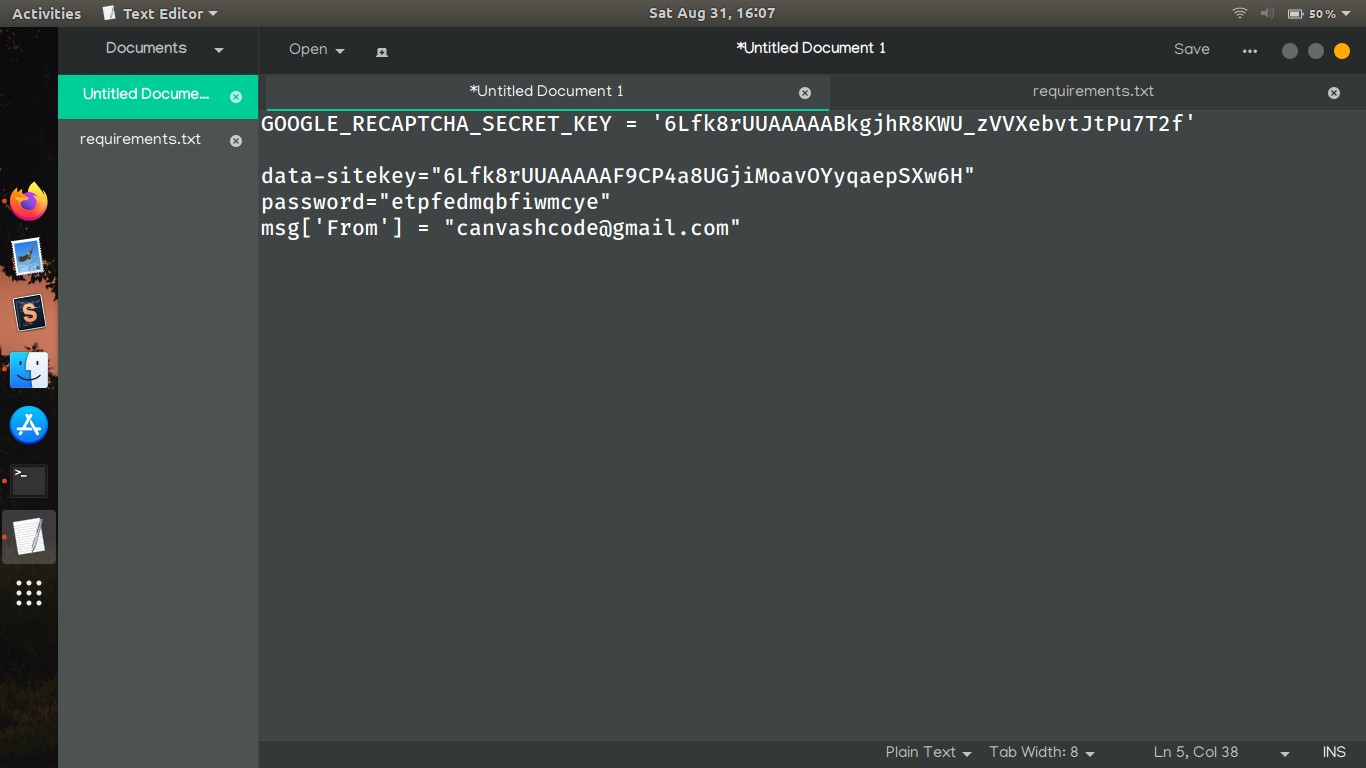 Activities
Text Editor
Sat Aug 31, 16:07
50 %
Documents
Open
*Untitled Document 1
Save
Untitled Docume...
*Untitled Document 1
requirements.txt
requirements.txt
GOOGLE_RECAPTCHA_SECRET_KEY = '6Lfk8rUUAAAAABkgjhR8KWU_zVVXebvtJtPu7T2f'
data-sitekey="6Lfk8rUUAAAAAF9CP4a8UGjiMoavOYyqaepSXw6H"
password="etpfedmqbfiwmcye"
msg['From'] = "canvashcode@gmail.com"
S
>_
Plain Text
Tab Width: 8
Ln 5, Col 38
INS